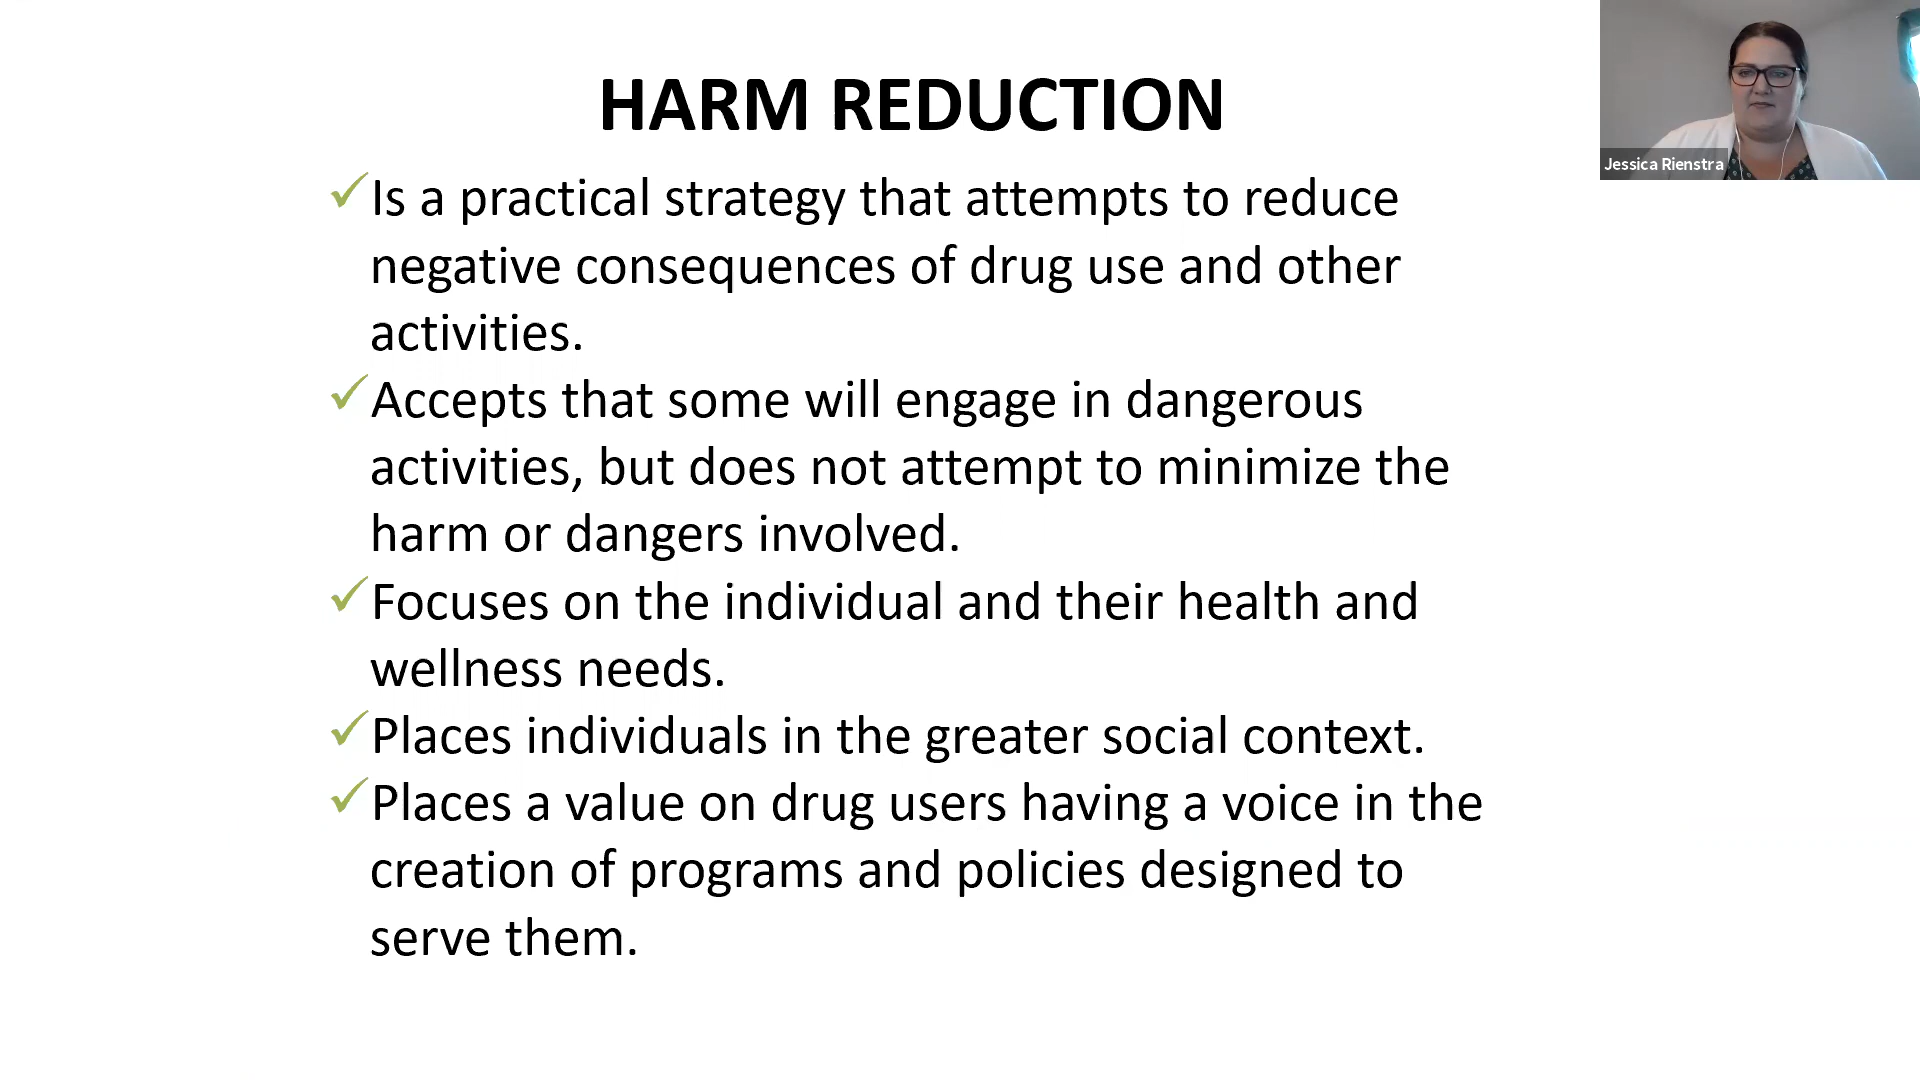 HARM REDUCTION
Jessica Rienstra
✓Is a practical strategy that attempts to reduce
negative consequences of drug use and other
activities.
✓Accepts that some will engage in dangerous
activities, but does not attempt to minimize the
harm or dangers involved.
✓Focuses on the individual and their health and
wellness needs.
✓Places individuals in the greater social context.
✓Places a value on drug users having a voice in the
creation of programs and policies designed to
serve them.